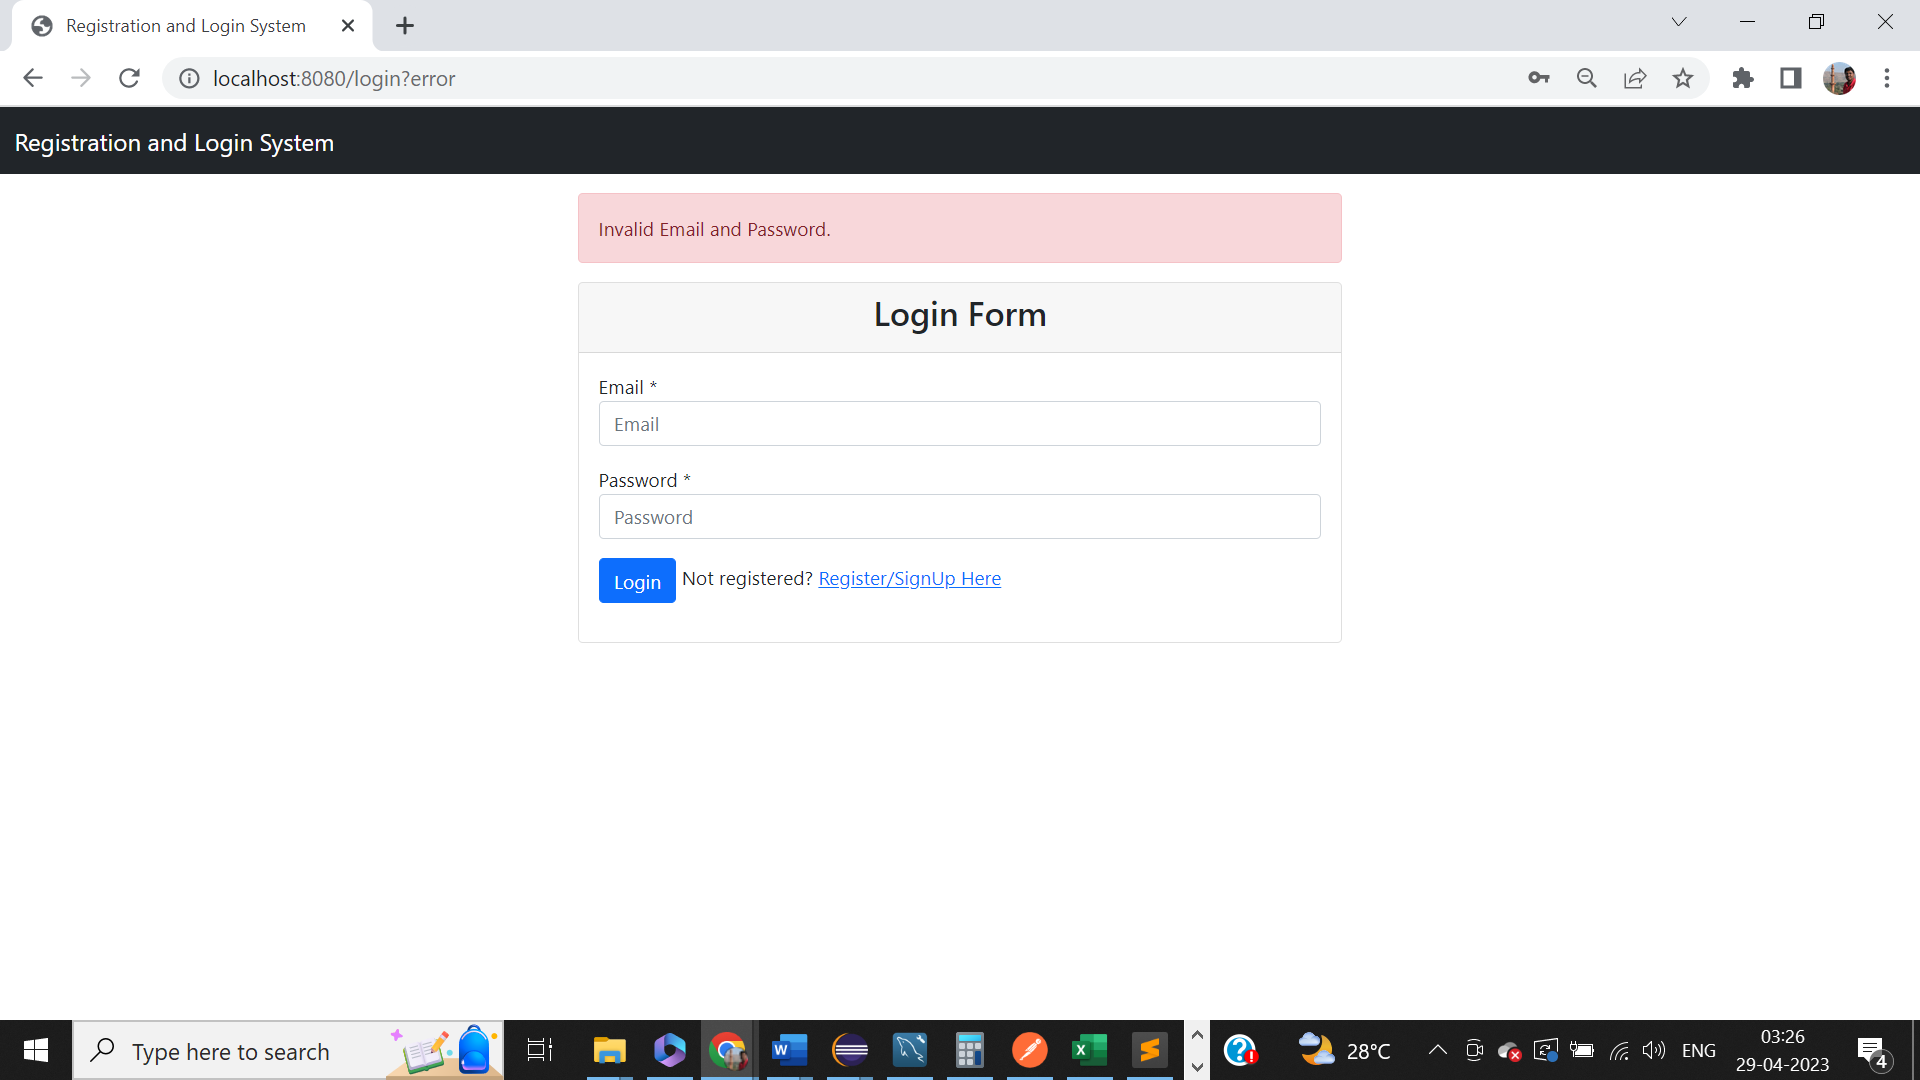 Registration and Login System
localhost:8080/login?error
Registration and Login System
Invalid Email and Password.
Login Form
Email *
Email
Password *
Password
Login Not registered? Register/SignUp Here
Type here to search
28°C
ENG
03:26
29-04-2023
4